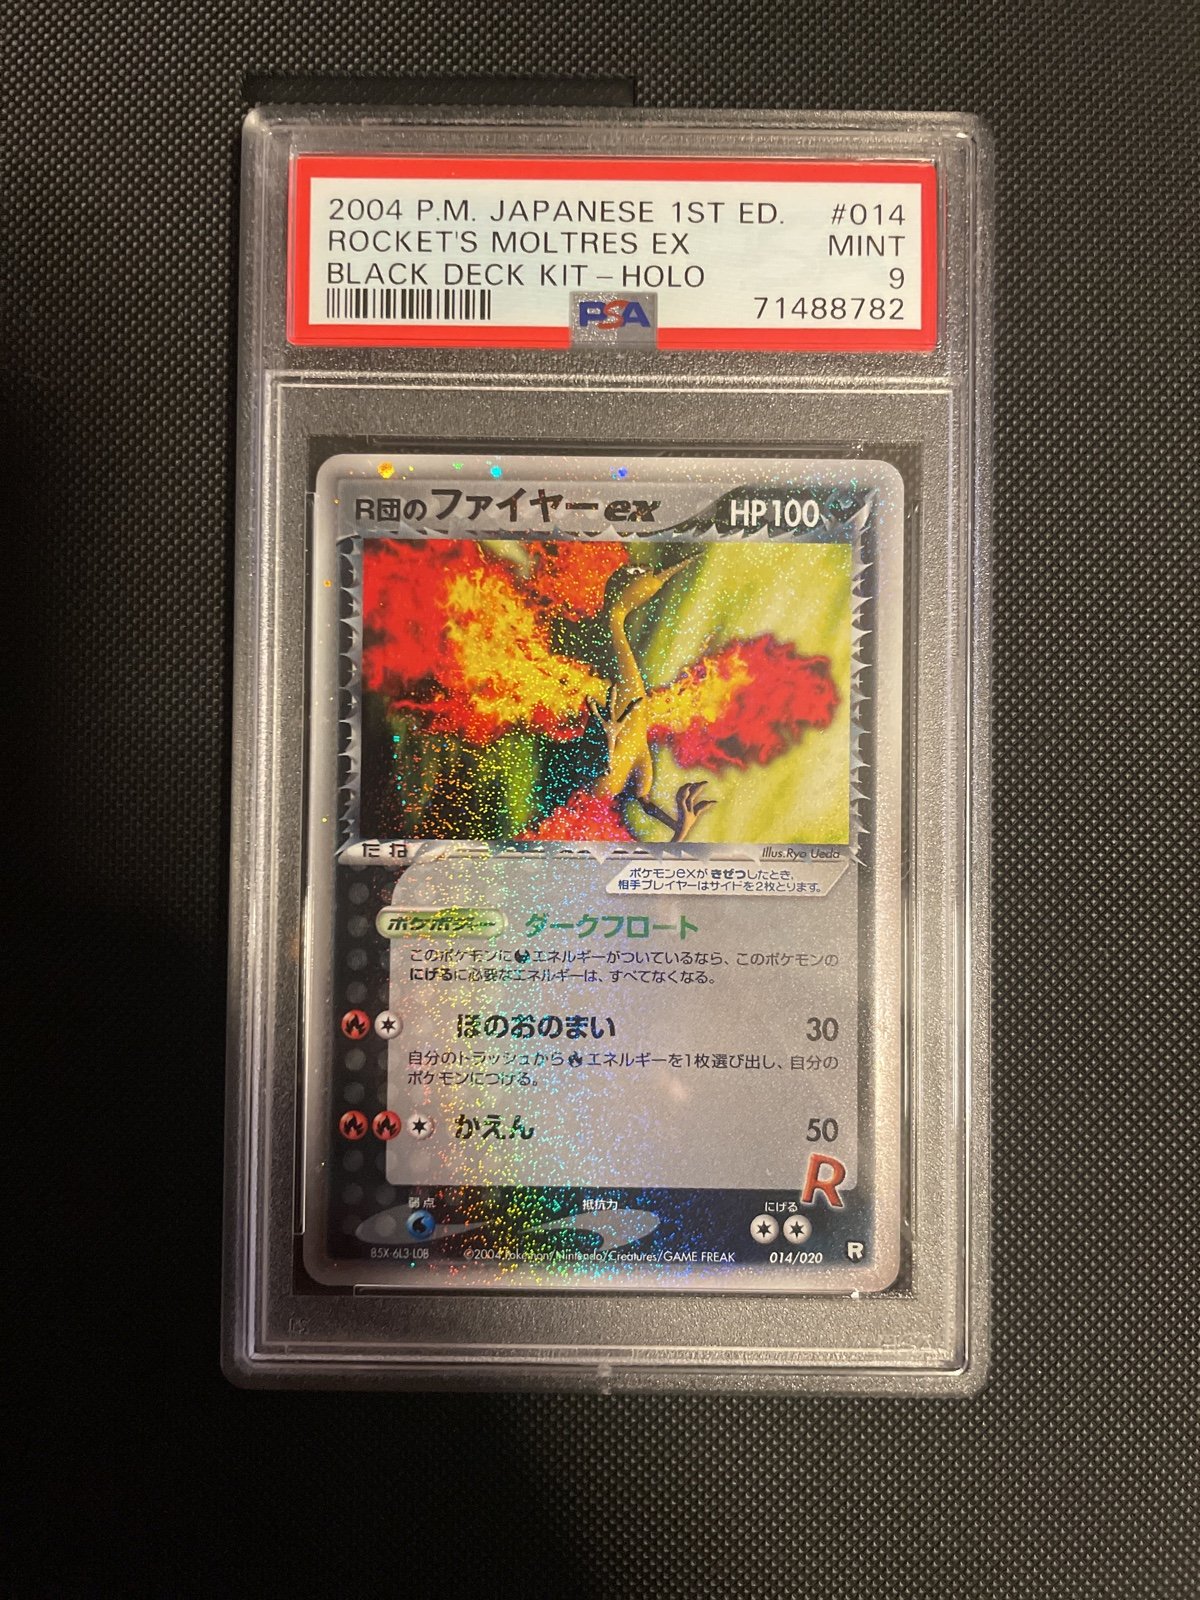 2004 P.M. JAPANESE 1ST ED. #014
ROCKET'S MOLTRES EX MINT
BLACK DECK KIT-HOLO 9
PSA 71488782
R団のファイヤーex HP100
たね Illus.Ryo Ueda
ポケモンexが きぜつしたとき、
相手プレイヤーはサイドを2枚とります。
ポケボディー ダークフロート
このポケモンにエネルギーがついているなら、このポケモンの
にげるに必要なエネルギーは、すべてなくなる。
ほのおのまい 30
自分のトラッシュからエネルギーを1枚選び出し、自分の
ポケモンにつける。
かえん 50
R
弱点 抵抗力 にげる
85X-6L3-L0B ©2004 Pokémon/Nintendo/Creatures/GAME FREAK 014/020 R